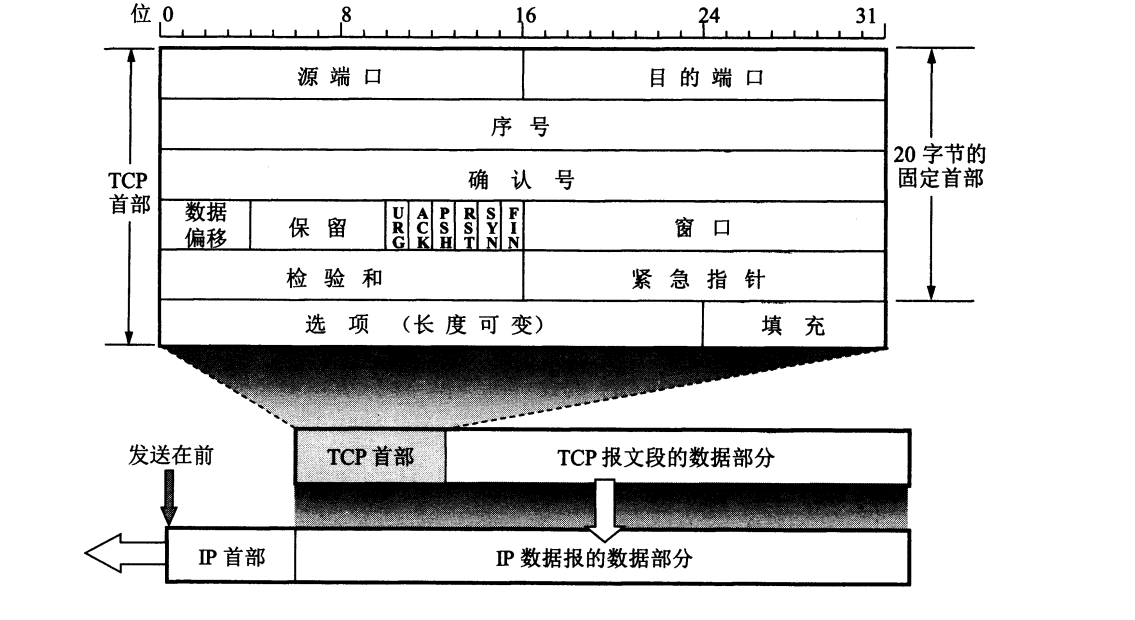 位 0 8 16 24 31
源端口 目的端口
序号
确认号
TCP
首部
20 字节的
固定首部
数据
偏移
保留
URG
ACK
PSH
RST
SYN
FIN
窗口
检验和 紧急指针
选项 （长度可变） 填充
发送在前
TCP 首部 TCP 报文段的数据部分
IP 首部 IP 数据报的数据部分